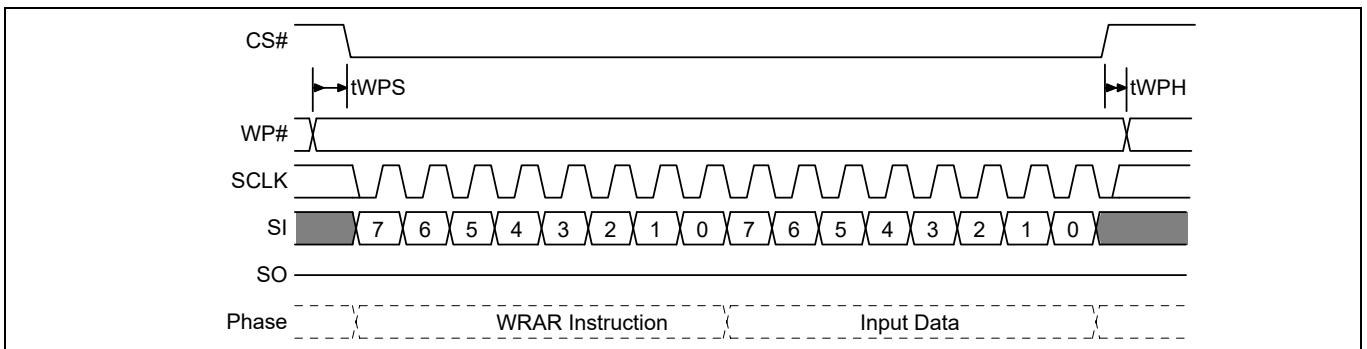 CS#
tWPS tWPH
WP#
SCLK
SI 7 6 5 4 3 2 1 0 7 6 5 4 3 2 1 0
SO
Phase WRAR Instruction Input Data